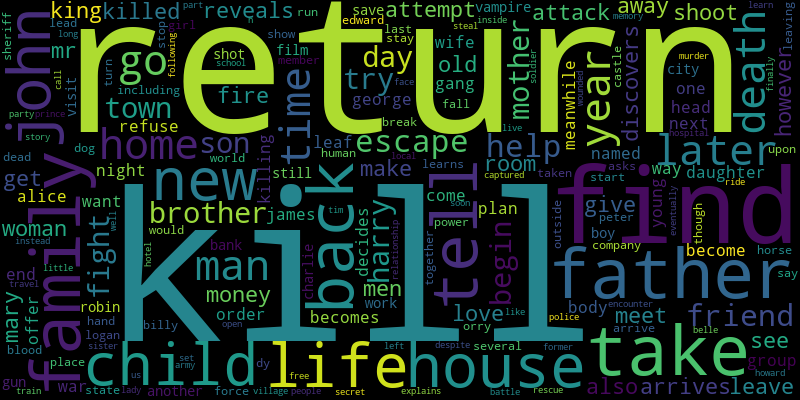 king
killed
reveals
attempt
away
shoot
mr
return
attack
death
john
go
day
mother
year
discovers
however
town
fire
try
old
gang
refuse
home
son
time
escape
help
later
family
new
back
tell
find
brother
harry
begin
man
money
father
friend
child
life
kill
house
take
woman
fight
mary
offer
get
alice
night
want
leaf
make
room
give
meet
see
leave
arrives
also
group
become
daughter
way
named
meanwhile
one
head
next
city
castle
vampire
wife
george
film
shot
save
edward
run
girl
stop
member
including
visit
sheriff
lead
long
party
prince
story
dead
dog
world
human
still
killing
james
charlie
decides
men
work
order
becomes
love
several
body
boy
peter
company
young
outside
together
relationship
plan
power
come
learns
live
break
fall
stay
last
show
inside
steal
memory
learn
finally
murder
soldier
wounded
hospital
local
face
captured
taken
asks
start
though
upon
eventually
ride
horse
say
encounter
police
belle
howard
arrive
former
despite
like
soon
tim
would
bank
hotel
well
little
instead
travel
end
robin
hand
logan
billy
sister
open
blood
place
gun
war
train
state
us
another
set
army
lady
force
village
people
free
secret
left
explains
battle
rescue
orry
dy
call
turn
school
following
part